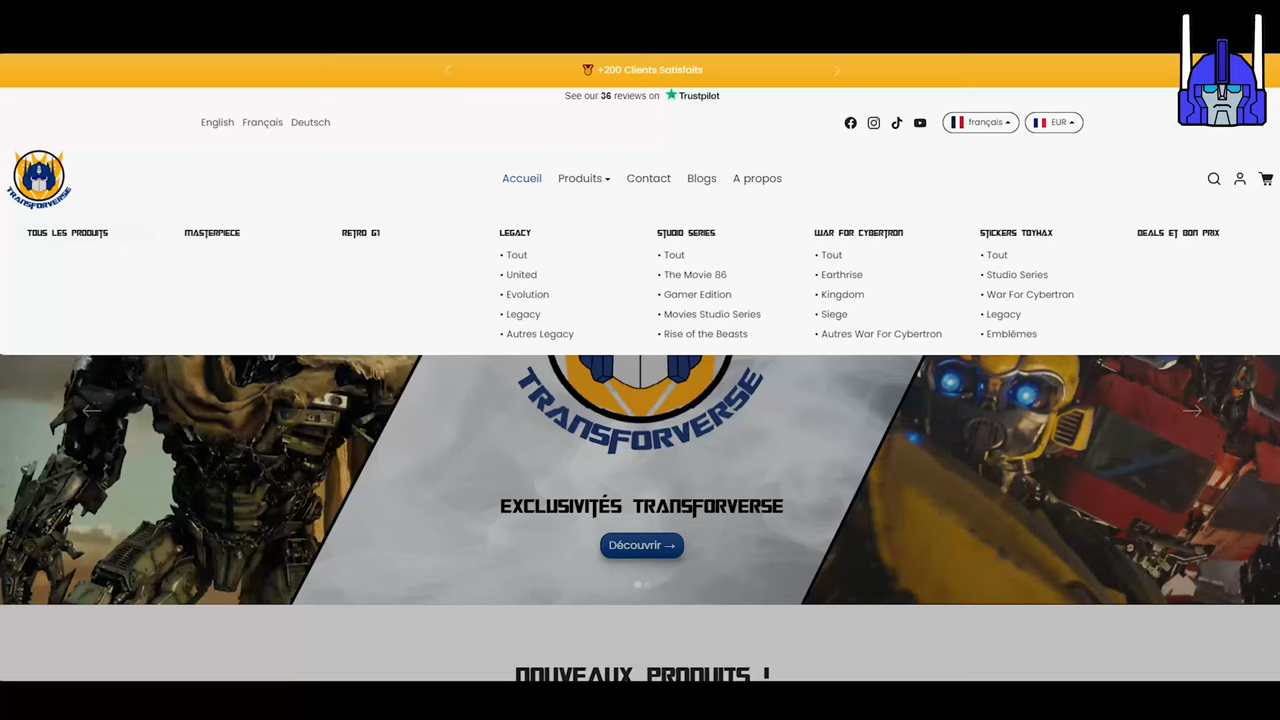 +200 Clients Satisfaits
See our 36 reviews on Trustpilot
English Français Deutsch
français EUR
TRANSFORVERSE
Accueil Produits Contact Blogs A propos
TOUS LES PRODUITS
MASTERPIECE
RETRO G1
LEGACY
• Tout
• United
• Evolution
• Legacy
• Autres Legacy
STUDIO SERIES
• Tout
• The Movie 86
• Gamer Edition
• Movies Studio Series
• Rise of the Beasts
WAR FOR CYBERTRON
• Tout
• Earthrise
• Kingdom
• Siege
• Autres War For Cybertron
STICKERS TOYHAX
• Tout
• Studio Series
• War For Cybertron
• Legacy
• Emblêmes
DEALS ET BON PRIX
TRANSFORVERSE
EXCLUSIVITÉS TRANSFORVERSE
Découvrir →
NOUVEAUX PRODUITS !